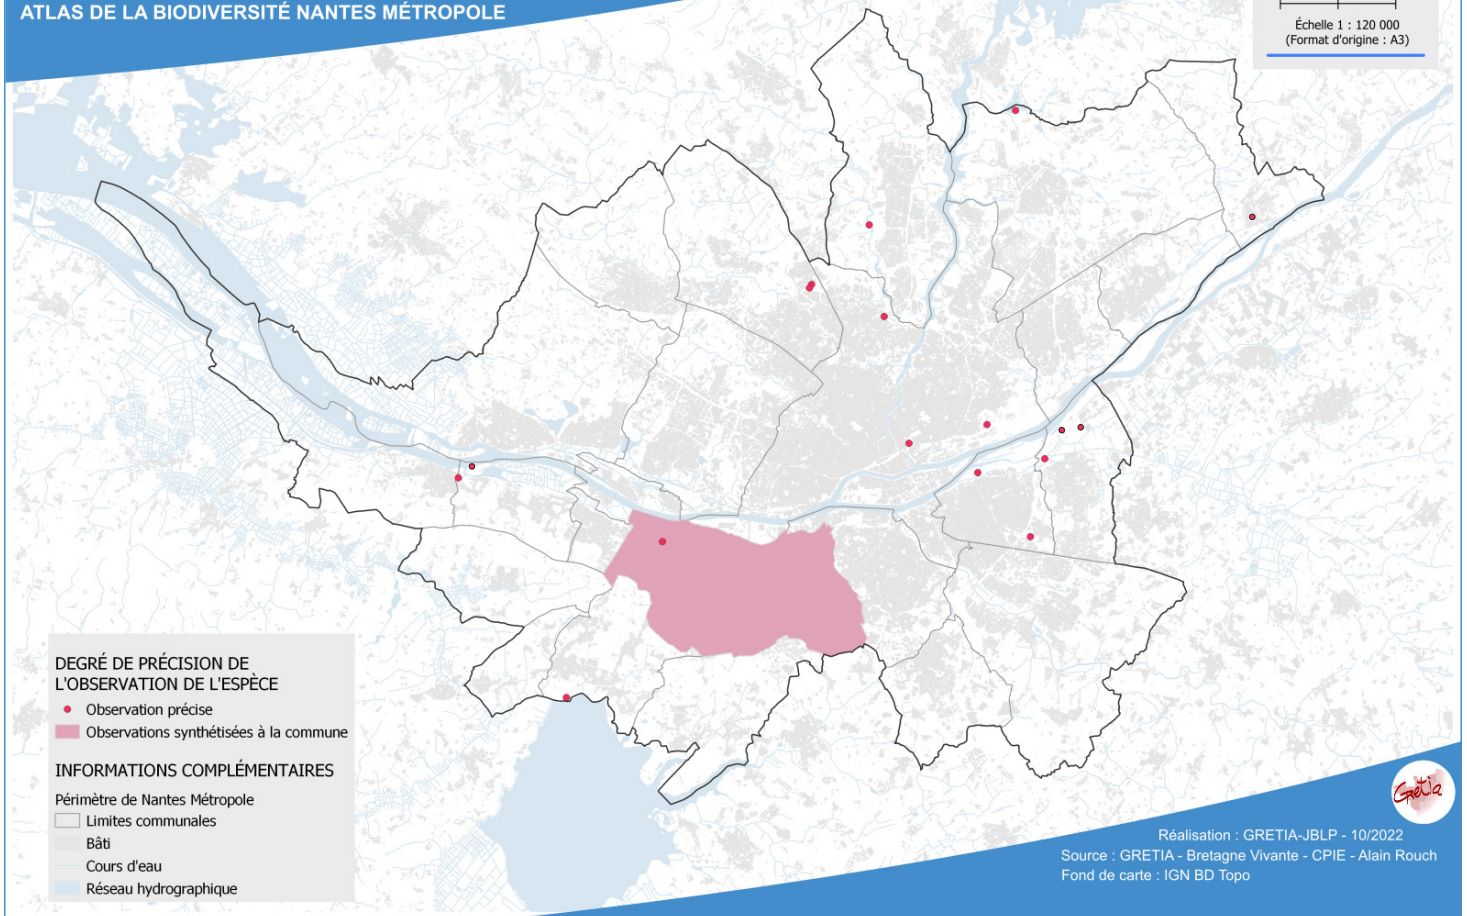 ATLAS DE LA BIODIVERSITÉ NANTES MÉTROPOLE
Échelle 1 : 120 000
(Format d'origine : A3)
DEGRÉ DE PRÉCISION DE
L'OBSERVATION DE L'ESPÈCE
Observation précise
Observations synthétisées à la commune
INFORMATIONS COMPLÉMENTAIRES
Périmètre de Nantes Métropole
Limites communales
Bâti
Cours d'eau
Réseau hydrographique
Gretia
Réalisation : GRETIA-JBLP - 10/2022
Source : GRETIA - Bretagne Vivante - CPIE - Alain Rouch
Fond de carte : IGN BD Topo